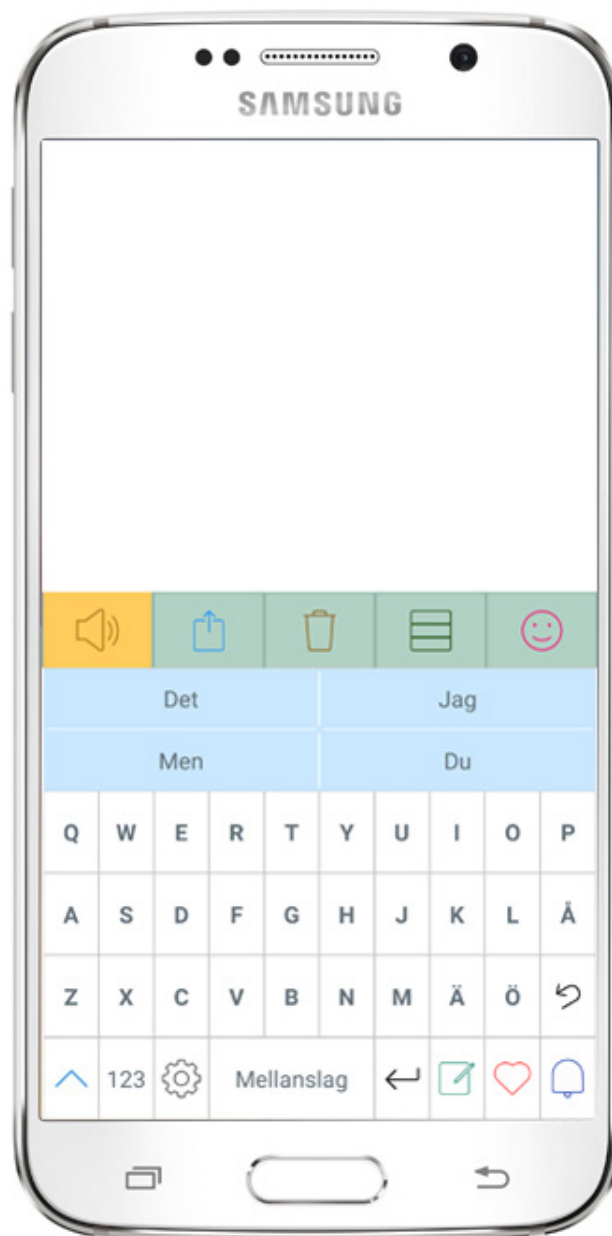 SAMSUNG
Det Jag
Men Du
Q W E R T Y U I O P
A S D F G H J K L Å
Z X C V B N M Ä Ö
123 Mellanslag